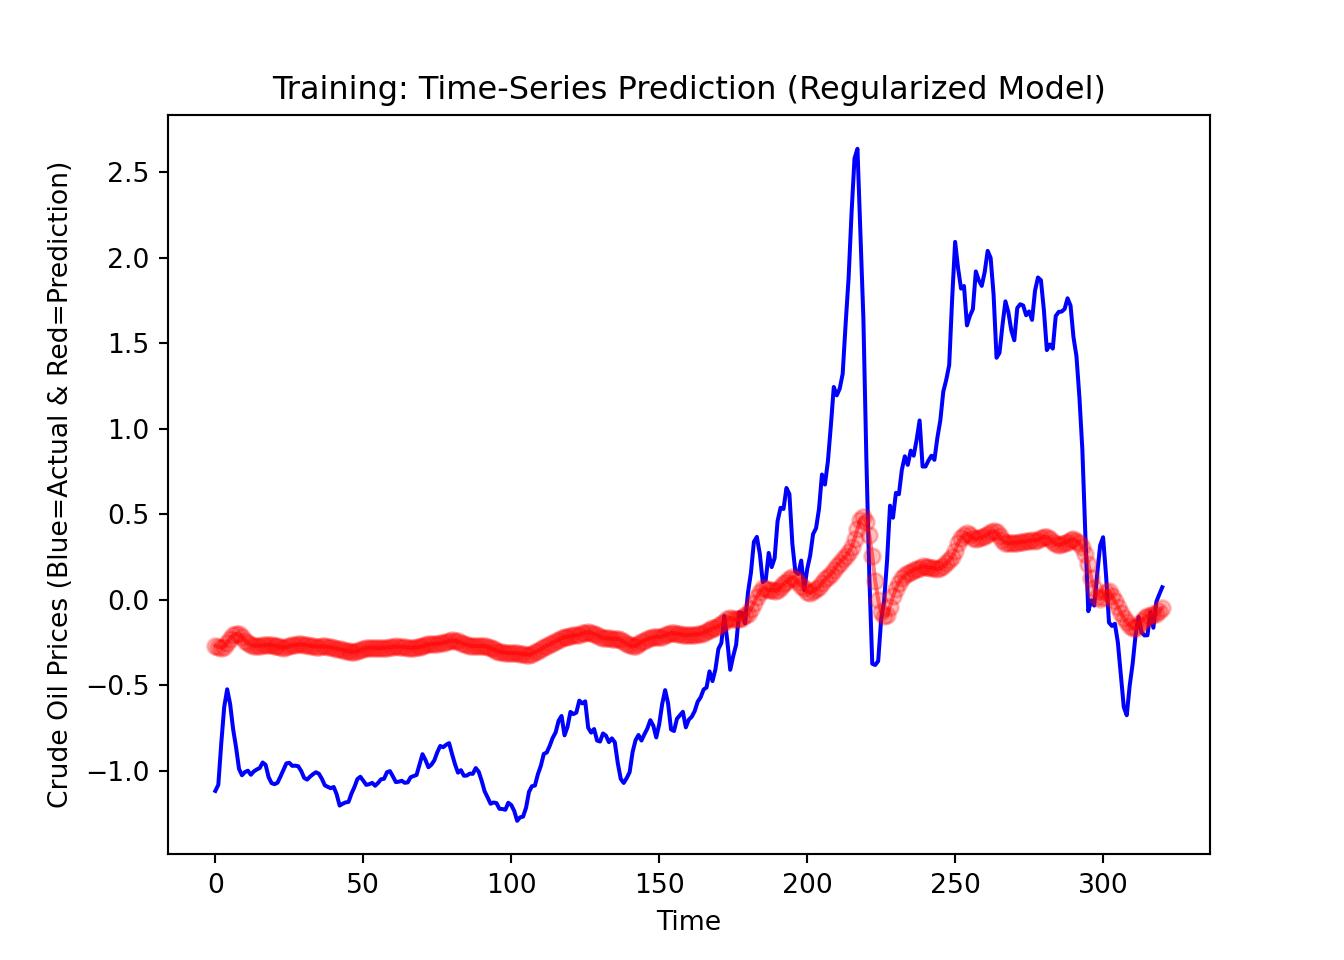 Training: Time-Series Prediction (Regularized Model)
Crude Oil Prices (Blue=Actual & Red=Prediction)
2.5
2.0
1.5
1.0
0.5
0.0
−0.5
−1.0
0 50 100 150 200 250 300
Time